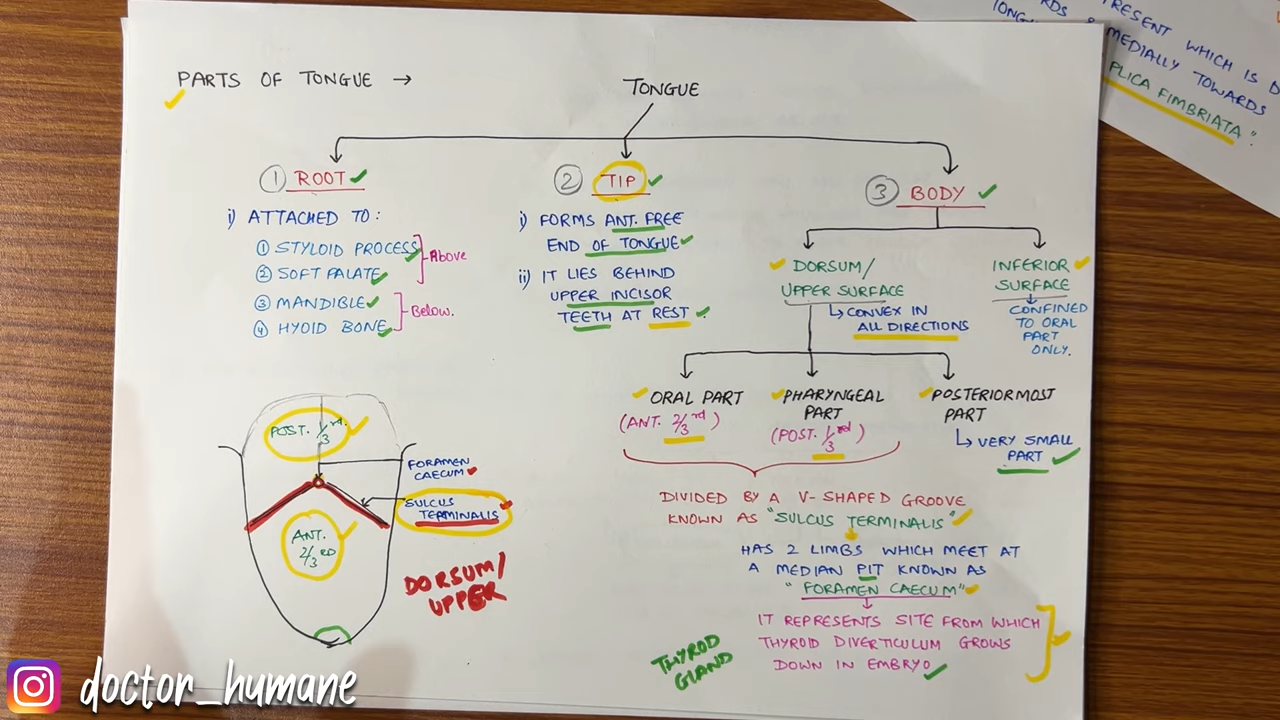 PARTS OF TONGUE →
TONGUE
① ROOT
i) ATTACHED TO:
① STYLOID PROCESS
② SOFT PALATE
Above
③ MANDIBLE
④ HYOID BONE
Below.
② TIP
i) FORMS ANT. FREE
END OF TONGUE
ii) IT LIES BEHIND
UPPER INCISOR
TEETH AT REST
③ BODY
DORSUM/
UPPER SURFACE
CONVEX IN
ALL DIRECTIONS
INFERIOR
SURFACE
CONFINED
TO ORAL
PART
ONLY.
ORAL PART
(ANT. 2/3rd)
PHARYNGEAL
PART
(POST. 1/3rd)
POSTERIORMOST
PART
VERY SMALL
PART
DIVIDED BY A V-SHAPED GROOVE
KNOWN AS "SULCUS TERMINALIS"
HAS 2 LIMBS WHICH MEET AT
A MEDIAN PIT KNOWN AS
"FORAMEN CAECUM"
IT REPRESENTS SITE FROM WHICH
THYROID DIVERTICULUM GROWS
DOWN IN EMBRYO
THYROD
GLAND
POST. 1/3rd.
FORAMEN
CAECUM
SULCUS
TERMINALIS
ANT.
2/3RD
DORSUM/
UPPER
PRESENT WHICH IS
MEDIALLY TOWARDS
PLICA FIMBRIATA"
doctor_humane